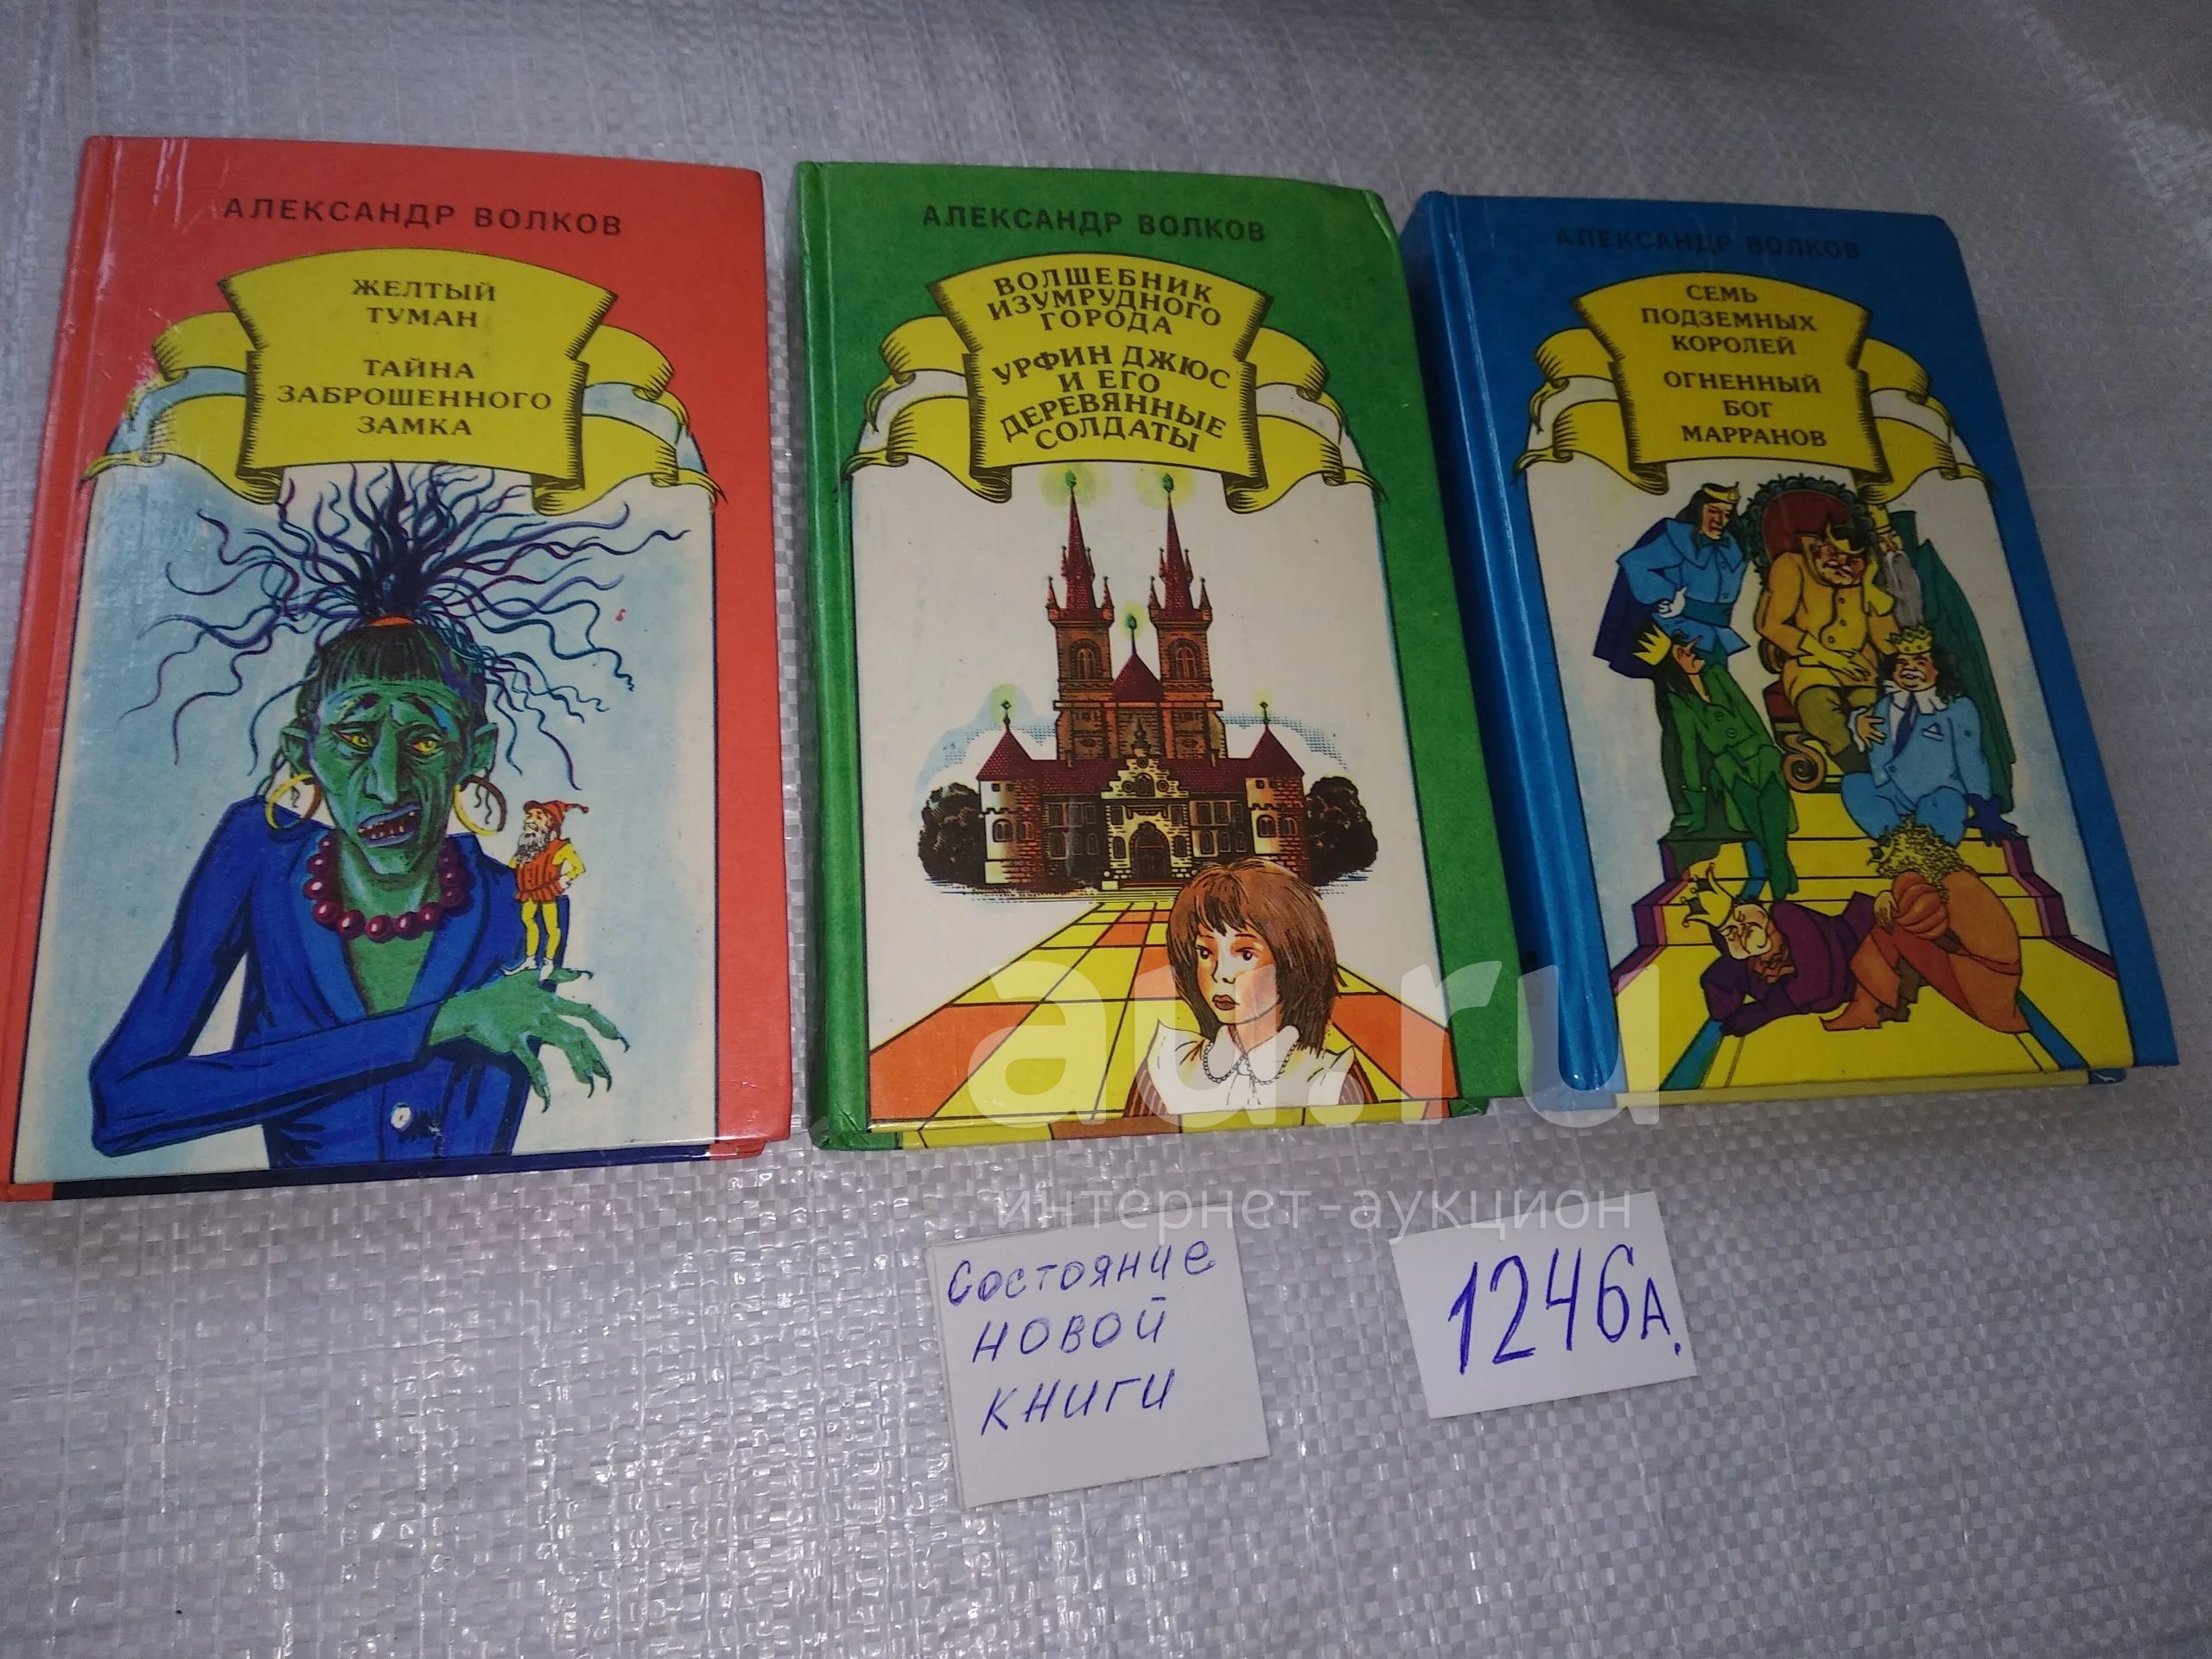 АЛЕКСАНДР ВОЛКОВ
ЖЕЛТЫЙ
ТУМАН
ТАЙНА
ЗАБРОШЕННОГО
ЗАМКА
АЛЕКСАНДР ВОЛКОВ
ВОЛШЕБНИК
ИЗУМРУДНОГО
ГОРОДА
УРФИН ДЖЮС
И ЕГО
ДЕРЕВЯННЫЕ
СОЛДАТЫ
АЛЕКСАНДР ВОЛКОВ
СЕМЬ
ПОДЗЕМНЫХ
КОРОЛЕЙ
ОГНЕННЫЙ
БОГ
МАРРАНОВ
au.ru
интернет-аукцион
Состояние
новой
книги
1246А.